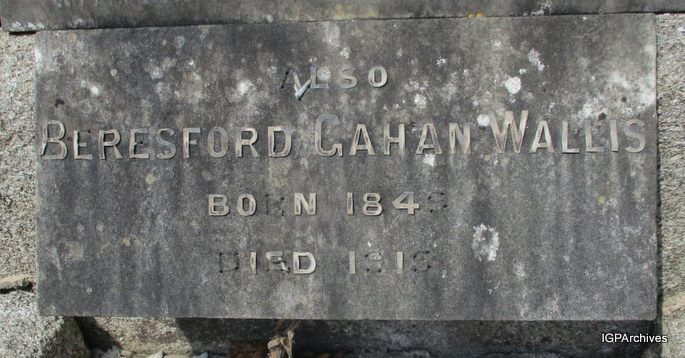 ALSO
BERESFORD GAHAN WALLIS
BORN
DIED
IGPArchives